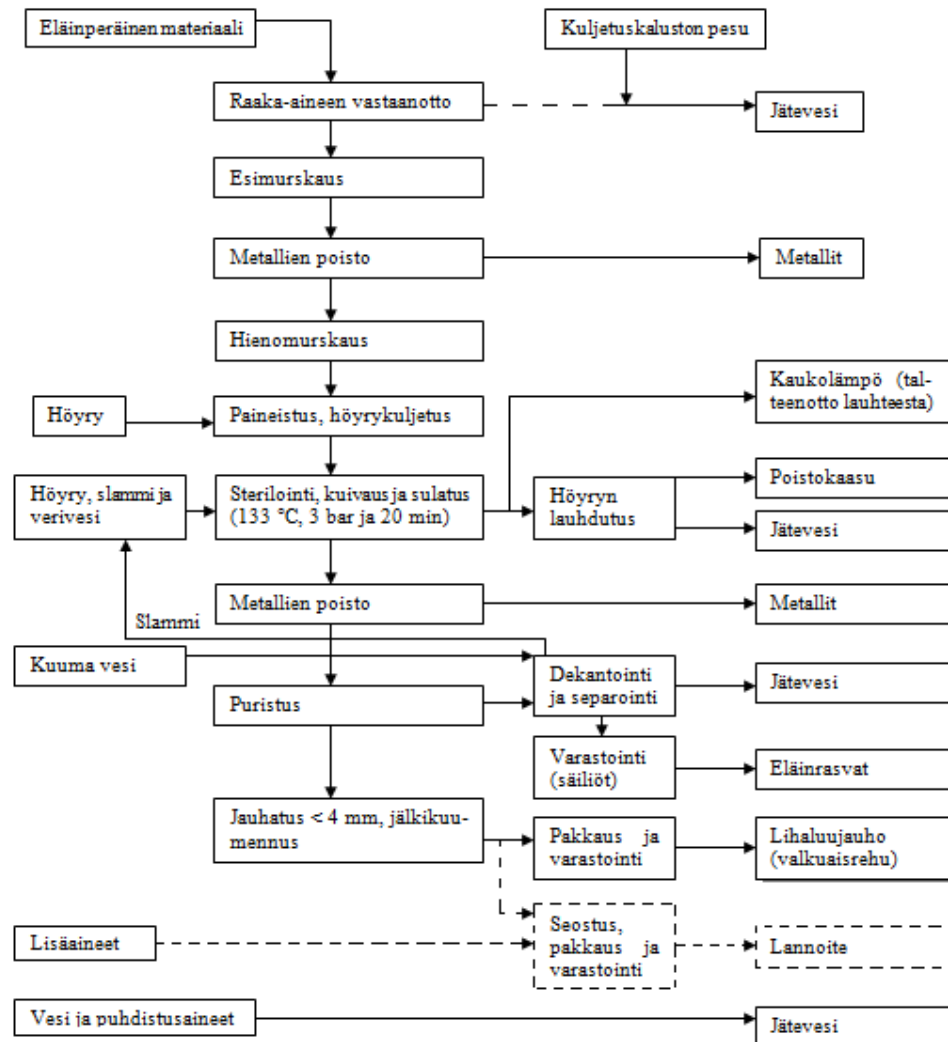 Eläinperäinen materiaali
Kuljetuskaluston pesu
Raaka-aineen vastaanotto
Jätevesi
Esimurskaus
Metallien poisto
Metallit
Hienomurskaus
Kaukolämpö (tal-
teenotto lauhteesta)
Höyry
Paineistus, höyrykuljetus
Höyry, slammi ja
verivesi
Sterilointi, kuivaus ja sulatus
(133 °C, 3 bar ja 20 min)
Höyryn
lauhdutus
Poistokaasu
Jätevesi
Metallien poisto
Metallit
Slammi
Kuuma vesi
Dekantointi
ja separointi
Jätevesi
Puristus
Varastointi
(säiliöt)
Eläinrasvat
Jauhatus < 4 mm, jälkikuu-
mennus
Pakkaus ja
varastointi
Lihaluujauho
(valkuaisrehu)
Lisäaineet
Seostus,
pakkaus ja
varastointi
Lannoite
Vesi ja puhdistusaineet
Jätevesi